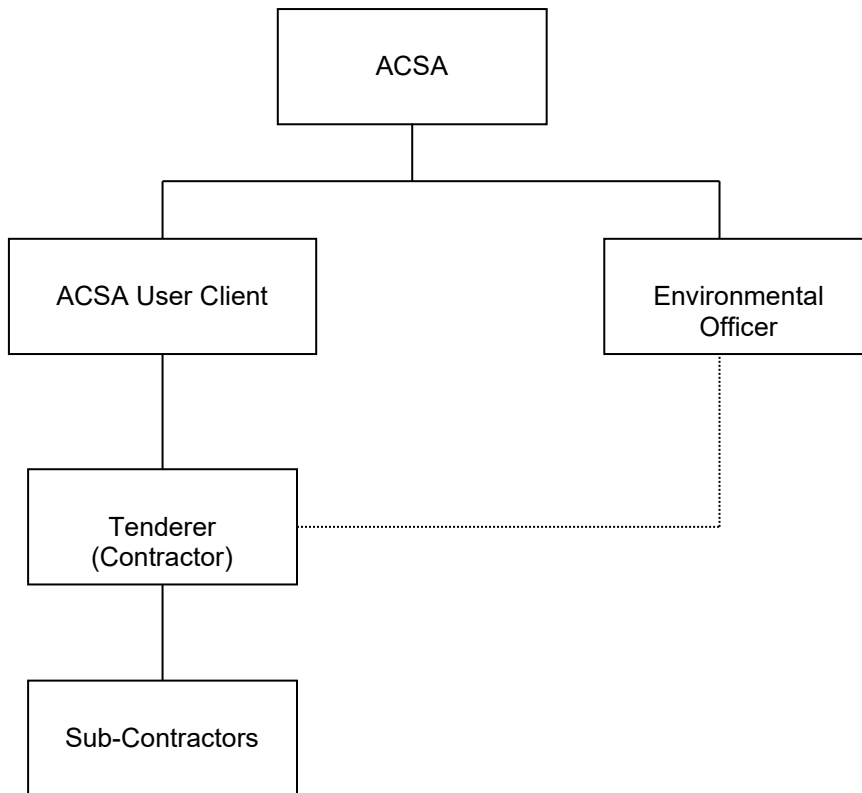 ACSA
ACSA User Client
Environmental
Officer
Tenderer
(Contractor)
Sub-Contractors